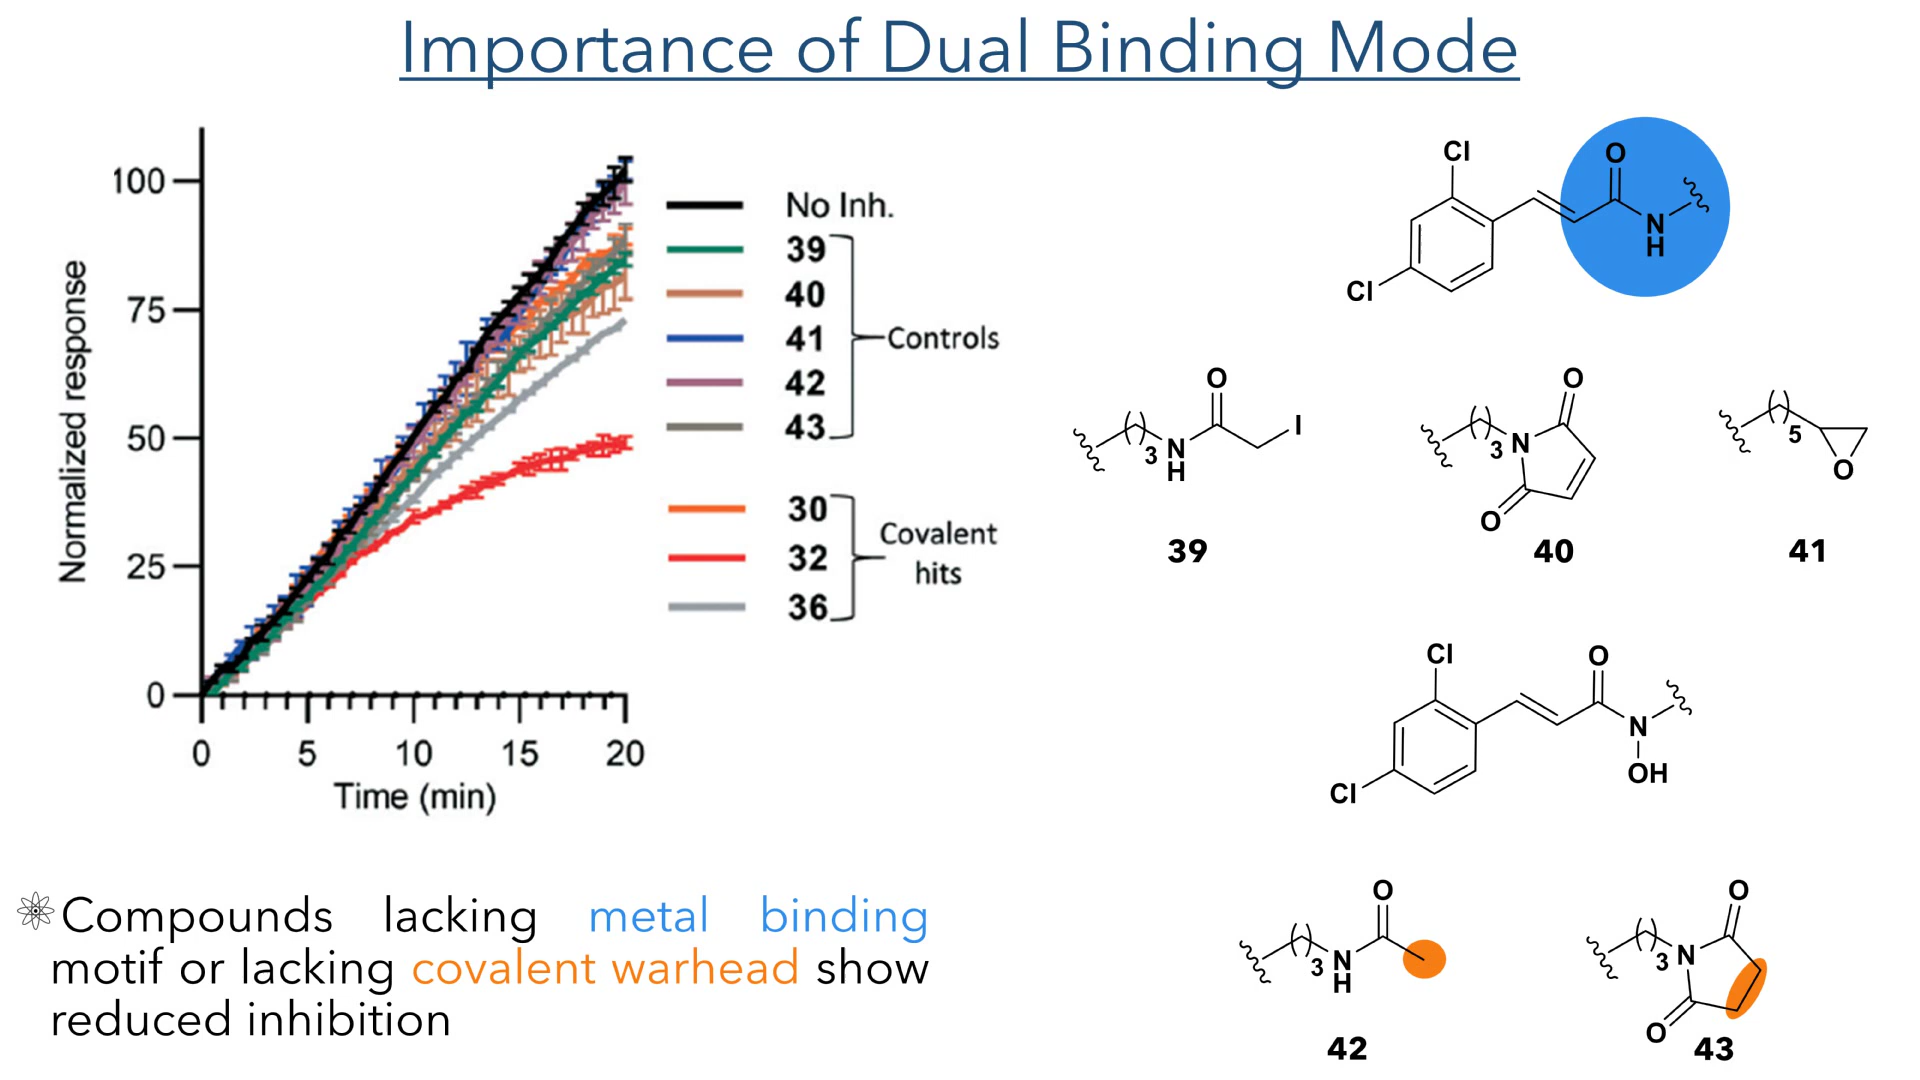 Importance of Dual Binding Mode
100
75
50
25
0
Normalized response
0 5 10 15 20
Time (min)
No Inh.
39
40
41
42
43
Controls
30
32
36
Covalent
hits
Cl
O
N
H
Cl
O
I
3 N
H
39
O
3 N
O
40
5
O
41
Cl
O
N
OH
Cl
O
3 N
H
42
O
3 N
O
43
Compounds lacking metal binding
motif or lacking covalent warhead show
reduced inhibition